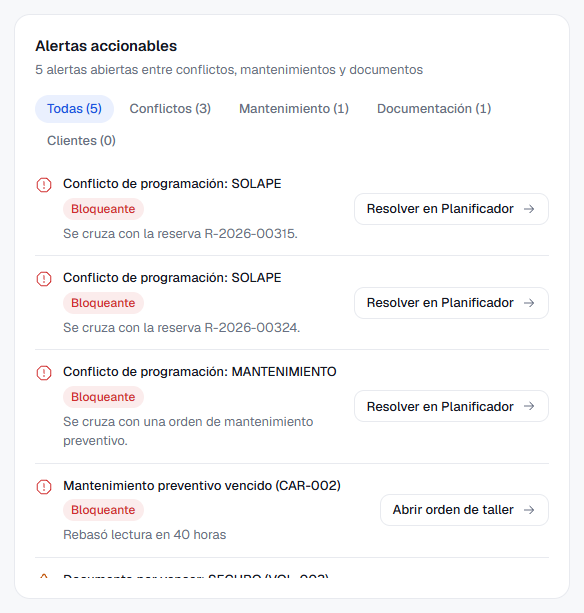 Alertas accionables
5 alertas abiertas entre conflictos, mantenimientos y documentos
Todas (5) Conflictos (3) Mantenimiento (1) Documentación (1)
Clientes (0)
Conflicto de programación: SOLAPE
Bloqueante
Se cruza con la reserva R-2026-00315.
Resolver en Planificador →
Conflicto de programación: SOLAPE
Bloqueante
Se cruza con la reserva R-2026-00324.
Resolver en Planificador →
Conflicto de programación: MANTENIMIENTO
Bloqueante
Se cruza con una orden de mantenimiento
preventivo.
Resolver en Planificador →
Mantenimiento preventivo vencido (CAR-002)
Bloqueante
Rebasó lectura en 40 horas
Abrir orden de taller →
Documento por vencer: SEGURO